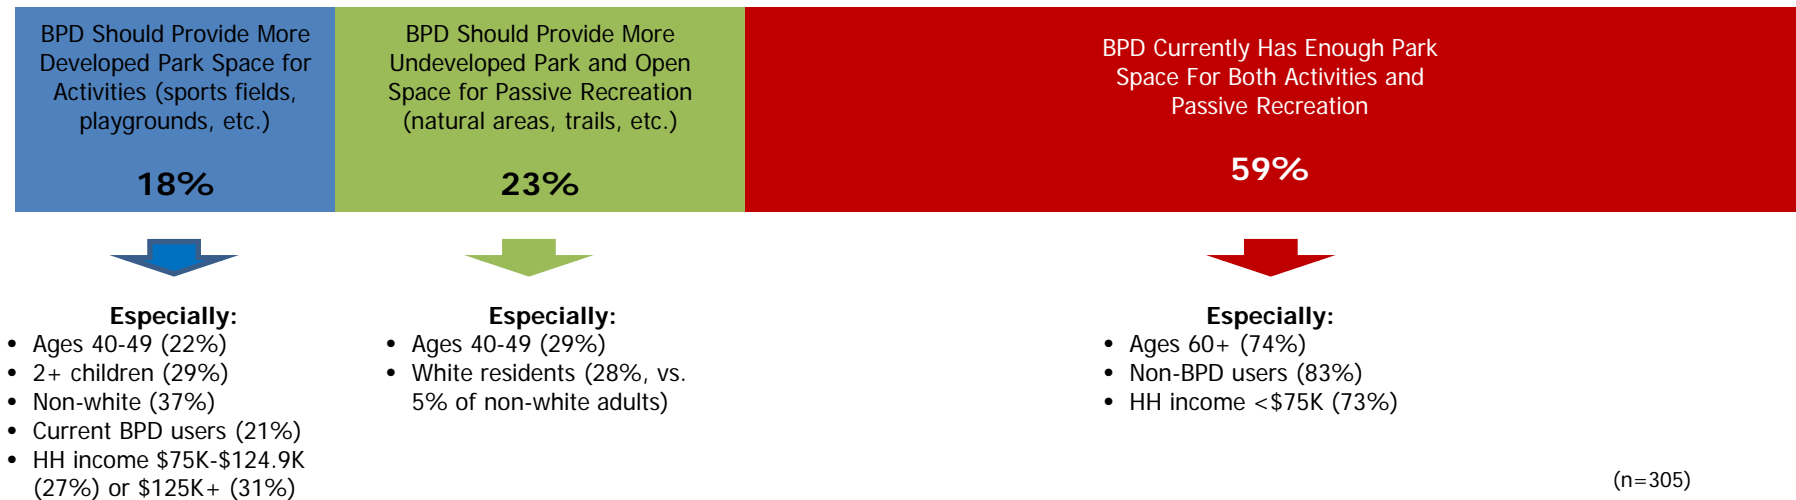 BPD Should Provide More
Developed Park Space for
Activities (sports fields,
playgrounds, etc.)
18%
BPD Should Provide More
Undeveloped Park and Open
Space for Passive Recreation
(natural areas, trails, etc.)
23%
BPD Currently Has Enough Park
Space For Both Activities and
Passive Recreation
59%
Especially:
• Ages 40-49 (22%)
• 2+ children (29%)
• Non-white (37%)
• Current BPD users (21%)
• HH income $75K-$124.9K
(27%) or $125K+ (31%)
Especially:
• Ages 40-49 (29%)
• White residents (28%, vs.
5% of non-white adults)
Especially:
• Ages 60+ (74%)
• Non-BPD users (83%)
• HH income <$75K (73%)
(n=305)